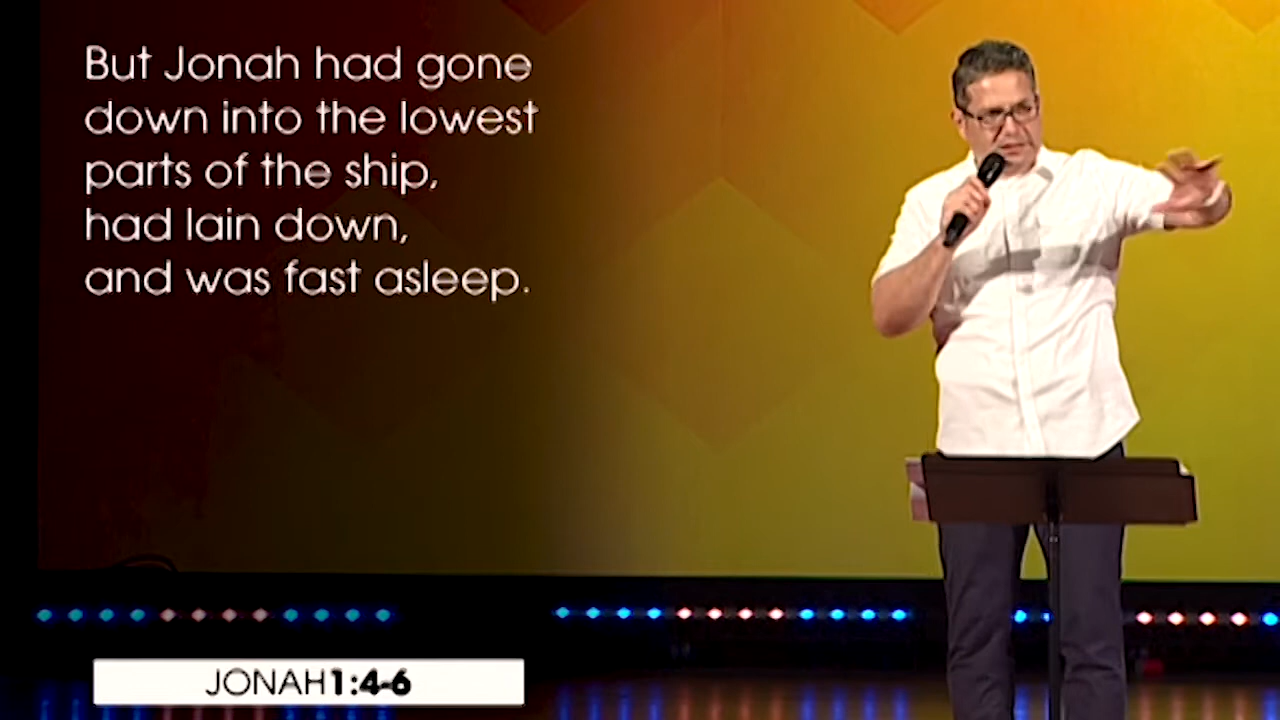 But Jonah had gone
down into the lowest
parts of the ship,
had lain down,
and was fast asleep.
JONAH 1:4-6